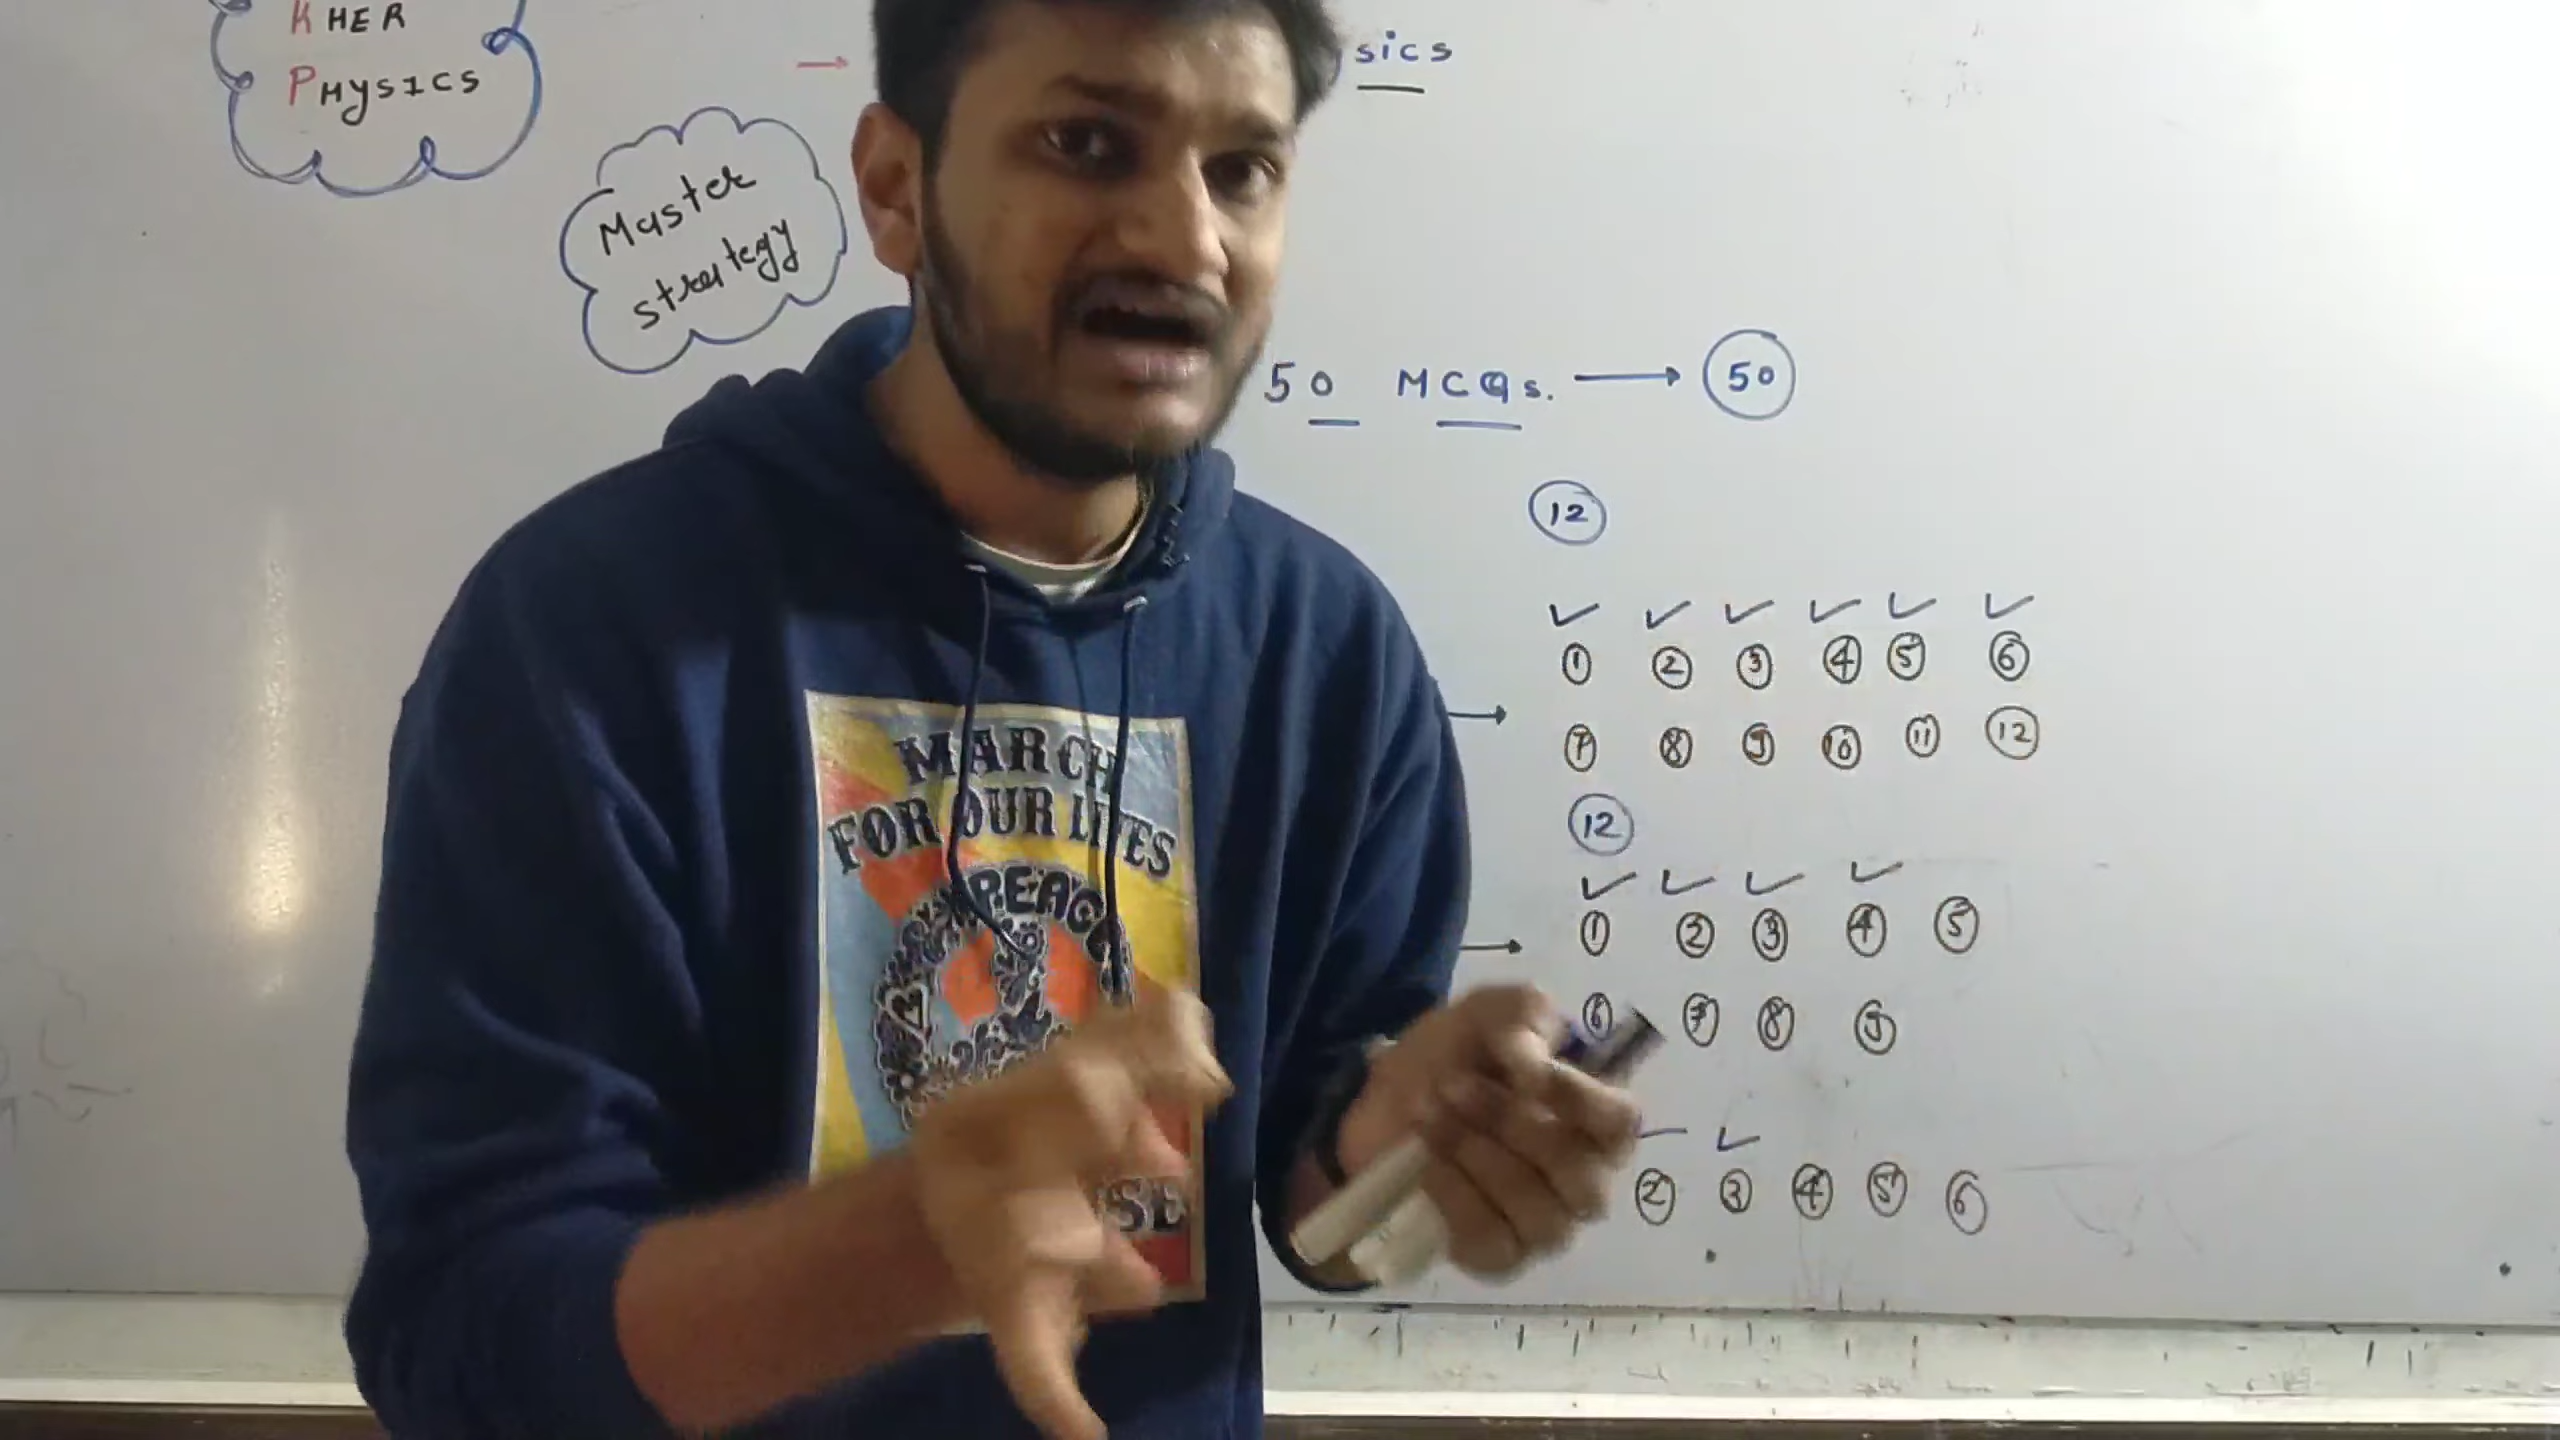 KHER
PHYSICS
sics
Master
strategy
50 MCQs. → 50
12
① ② ③ ④ ⑤ ⑥
⑦ ⑧ ⑨ ⑩ ⑪ ⑫
12
① ② ③ ④ ⑤
⑥ ⑦ ⑧ ⑨
② ③ ④ ⑤ ⑥
MARCH
FOR OUR LIVES
PEACE
SE